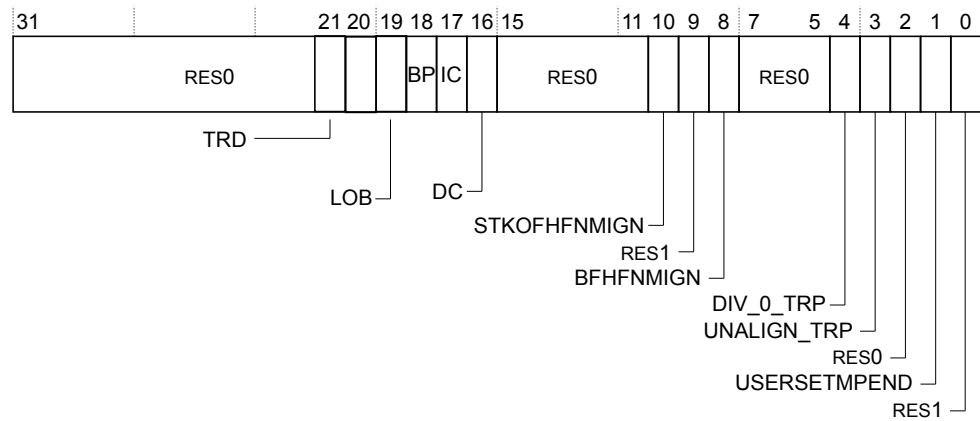 31 21 20 19 18 17 16 15 11 10 9 8 7 5 4 3 2 1 0
RES0 BP IC RES0 RES0
TRD
LOB DC
STKOFHFNMIGN
RES1
BFHFNMIGN
DIV_0_TRP
UNALIGN_TRP
RES0
USERSETMPEND
RES1